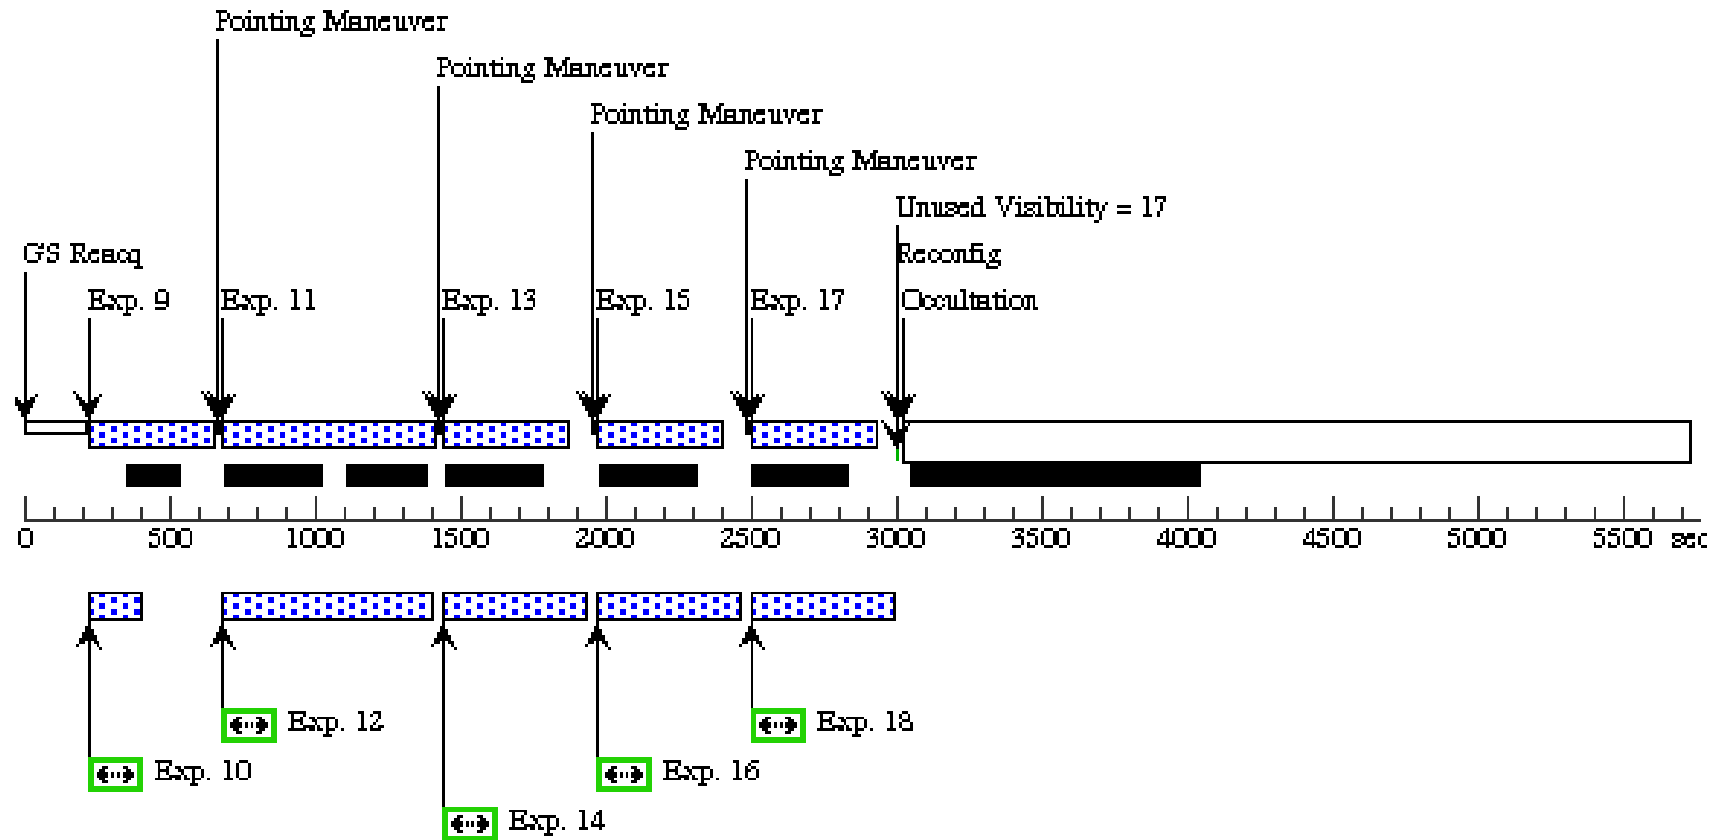 Pointing Maneuver
Pointing Maneuver
Pointing Maneuver
Pointing Maneuver
Unused Visibility = 17
GS Reacq
Reconfig
Exp. 9
Exp. 11
Exp. 13
Exp. 15
Exp. 17
Occultation
0
500
1000
1500
2000
2500
3000
3500
4000
4500
5000
5500
sec
Exp. 12
Exp. 18
Exp. 10
Exp. 16
Exp. 14